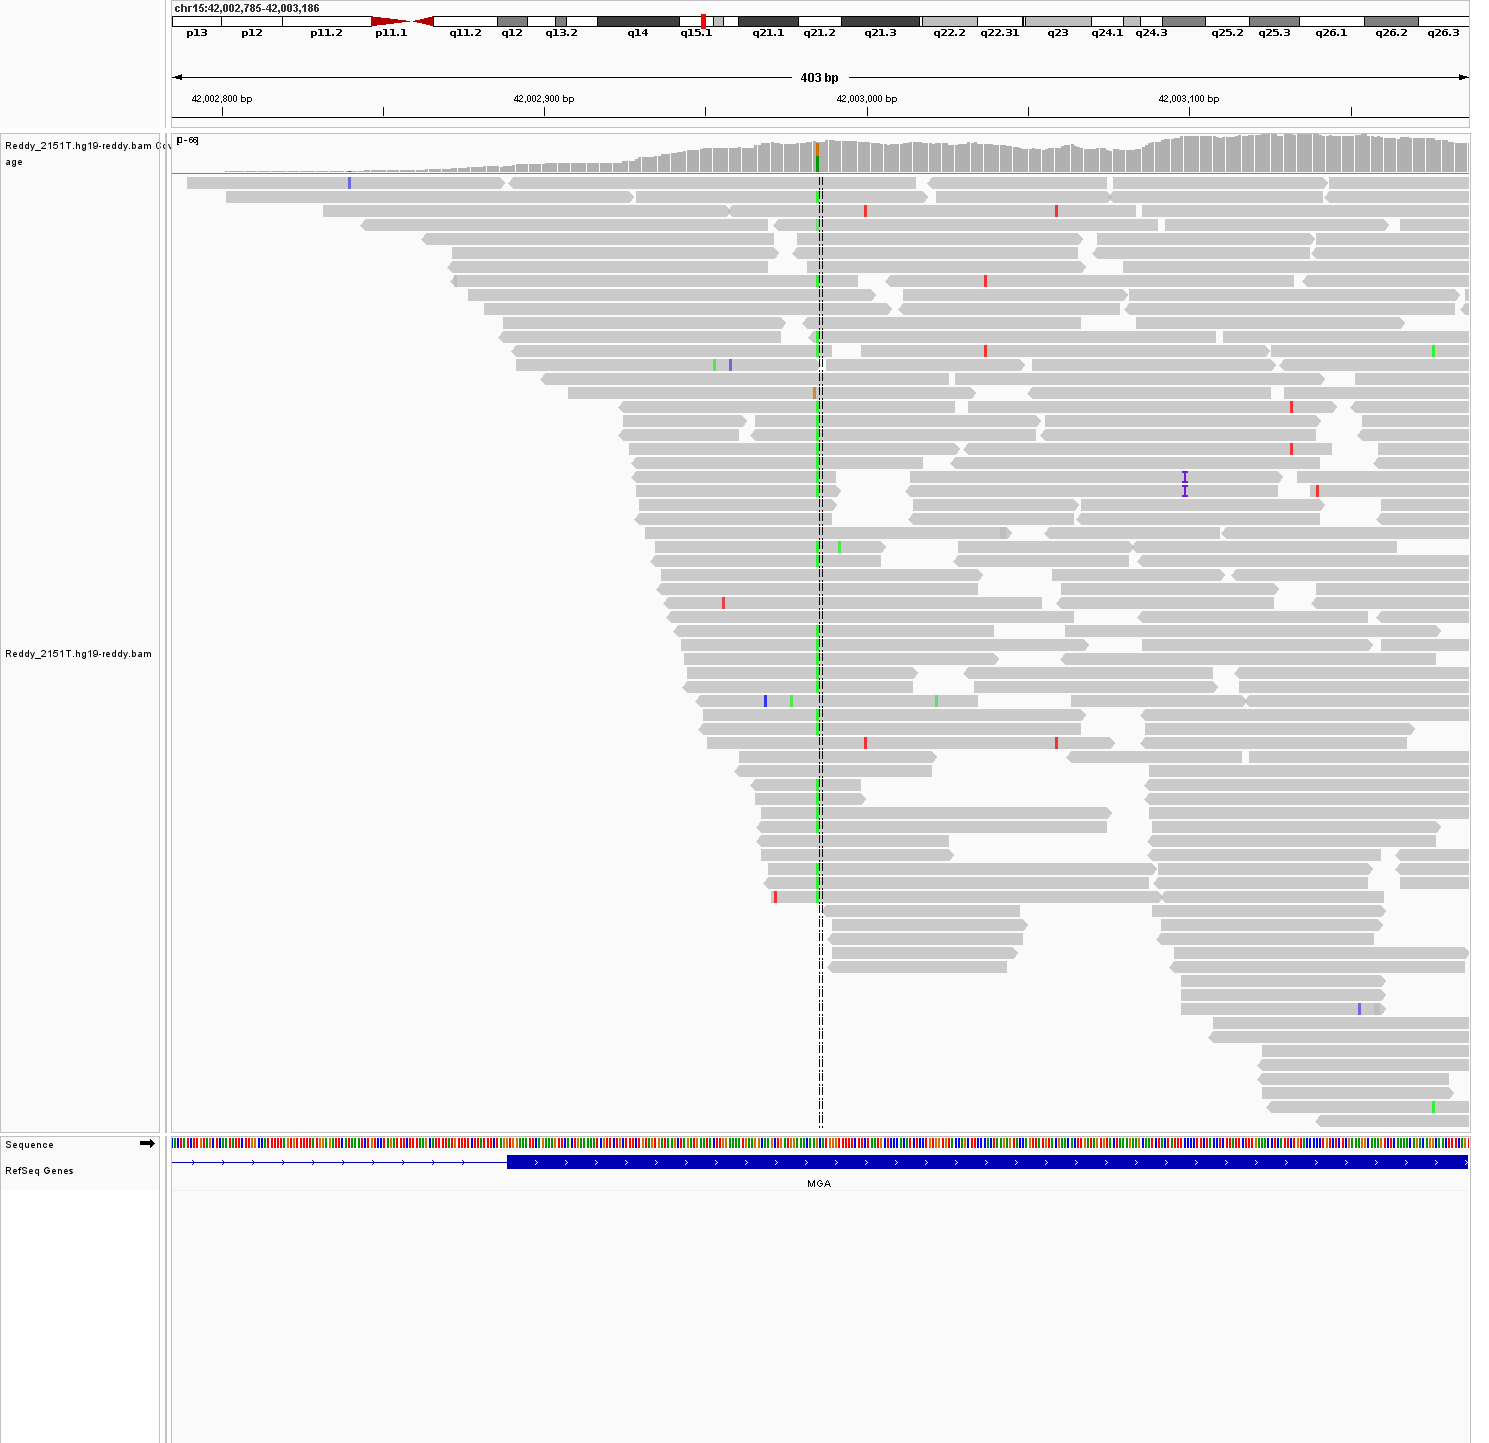 chr15:42,002,785-42,003,186
p13 p12 p11.2 p11.1 q11.2 q12 q13.2 q14 q15.1 q21.1 q21.2 q21.3 q22.2 q22.31 q23 q24.1 q24.3 q25.2 q25.3 q26.1 q26.2 q26.3
403 bp
42,002,800 bp 42,002,900 bp 42,003,000 bp 42,003,100 bp
[0 - 66]
Reddy_2151T.hg19-reddy.bam Cov
age
Reddy_2151T.hg19-reddy.bam
Sequence
RefSeq Genes
MGA